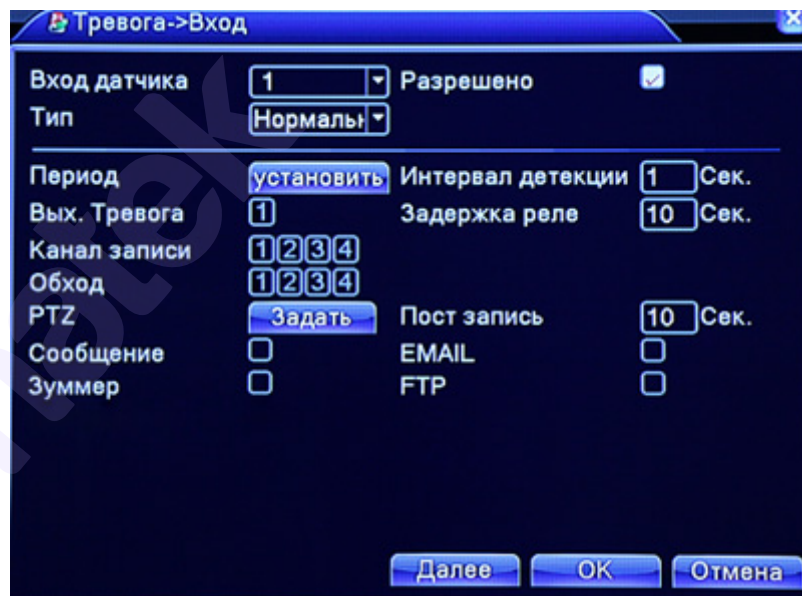 Тревога->Вход
Вход датчика 1 Разрешено
Тип Нормальн
Период установить Интервал детекции 1 Сек.
Вых. Тревога 1 Задержка реле 10 Сек.
Канал записи 1 2 3 4
Обход 1 2 3 4
PTZ Задать Пост запись 10 Сек.
Сообщение EMAIL
Зуммер FTP
Далее OK Отмена